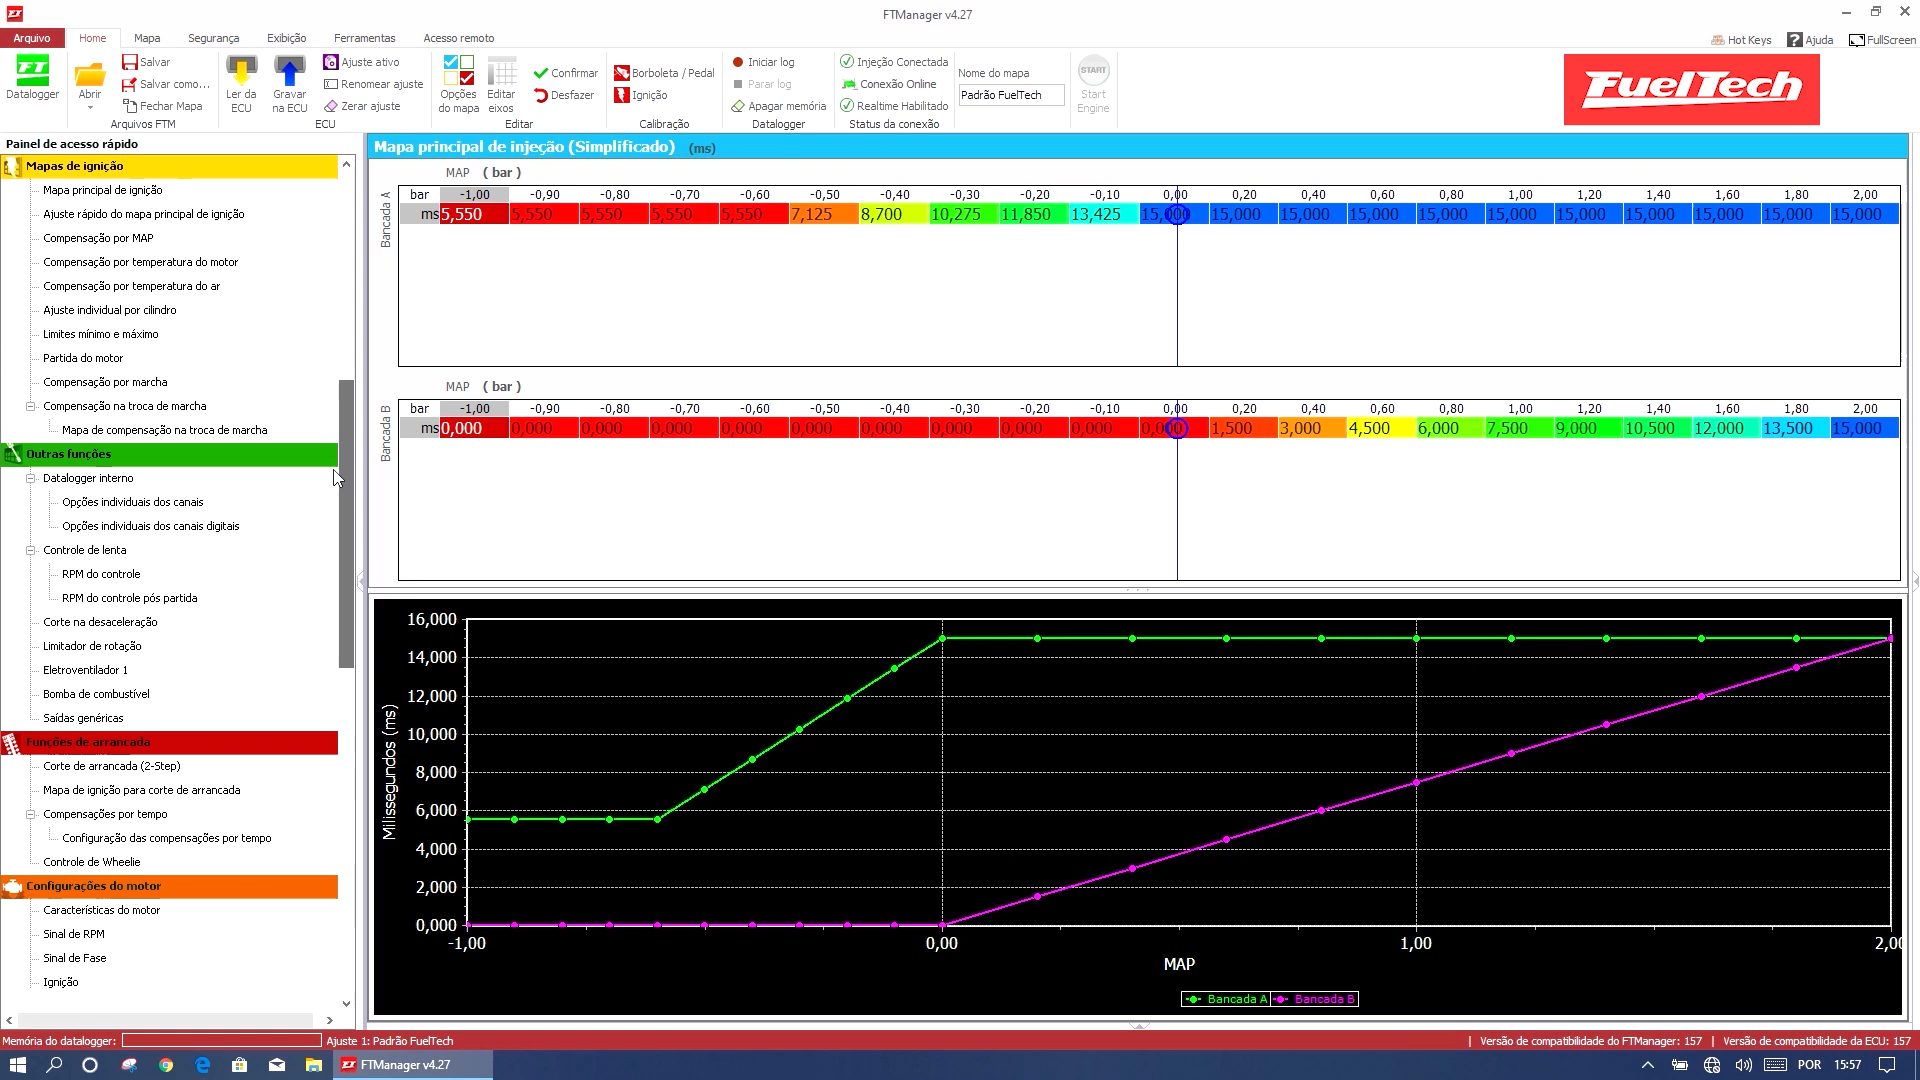 FTManager v4.27
Arquivo Home Mapa Segurança Exibição Ferramentas Acesso remoto
Hot Keys Ajuda FullScreen
FT Datalogger
Abrir
Salvar
Salvar como...
Fechar Mapa
Arquivos FTM
Ler da ECU
Gravar na ECU
Ajuste ativo
Renomear ajuste
Zerar ajuste
ECU
Opções do mapa
Editar eixos
Confirmar
Desfazer
Editar
Borboleta / Pedal
Ignição
Calibração
Iniciar log
Parar log
Apagar memória
Datalogger
Injeção Conectada
Conexão Online
Realtime Habilitado
Status da conexão
Nome do mapa
Padrão FuelTech
START
Start Engine
FuelTech
Painel de acesso rápido
Mapas de ignição
Mapa principal de ignição
Ajuste rápido do mapa principal de ignição
Compensação por MAP
Compensação por temperatura do motor
Compensação por temperatura do ar
Ajuste individual por cilindro
Limites mínimo e máximo
Partida do motor
Compensação por marcha
Compensação na troca de marcha
Mapa de compensação na troca de marcha
Outras funções
Datalogger interno
Opções individuais dos canais
Opções individuais dos canais digitais
Controle de lenta
RPM do controle
RPM do controle pós partida
Corte na desaceleração
Limitador de rotação
Eletroventilador 1
Bomba de combustível
Saídas genéricas
Funções de arrancada
Corte de arrancada (2-Step)
Mapa de ignição para corte de arrancada
Compensações por tempo
Configuração das compensações por tempo
Controle de Wheelie
Configurações do motor
Características do motor
Sinal de RPM
Sinal de Fase
Ignição
Mapa principal de injeção (Simplificado) (ms)
MAP ( bar )
Bancada A
bar -1,00 -0,90 -0,80 -0,70 -0,60 -0,50 -0,40 -0,30 -0,20 -0,10 0,00 0,20 0,40 0,60 0,80 1,00 1,20 1,40 1,60 1,80 2,00
ms 5,550 5,550 5,550 5,550 5,550 7,125 8,700 10,275 11,850 13,425 15,000 15,000 15,000 15,000 15,000 15,000 15,000 15,000 15,000 15,000 15,000
MAP ( bar )
Bancada B
bar -1,00 -0,90 -0,80 -0,70 -0,60 -0,50 -0,40 -0,30 -0,20 -0,10 0,00 0,20 0,40 0,60 0,80 1,00 1,20 1,40 1,60 1,80 2,00
ms 0,000 0,000 0,000 0,000 0,000 0,000 0,000 0,000 0,000 0,000 0,000 1,500 3,000 4,500 6,000 7,500 9,000 10,500 12,000 13,500 15,000
Milissegundos (ms)
16,000
14,000
12,000
10,000
8,000
6,000
4,000
2,000
0,000
-1,00 0,00 1,00 2,00
MAP
Bancada A Bancada B
Memória do datalogger: Ajuste 1: Padrão FuelTech | Versão de compatibilidade do FTManager: 157 | Versão de compatibilidade da ECU: 157
FTManager v4.27 POR 15:57